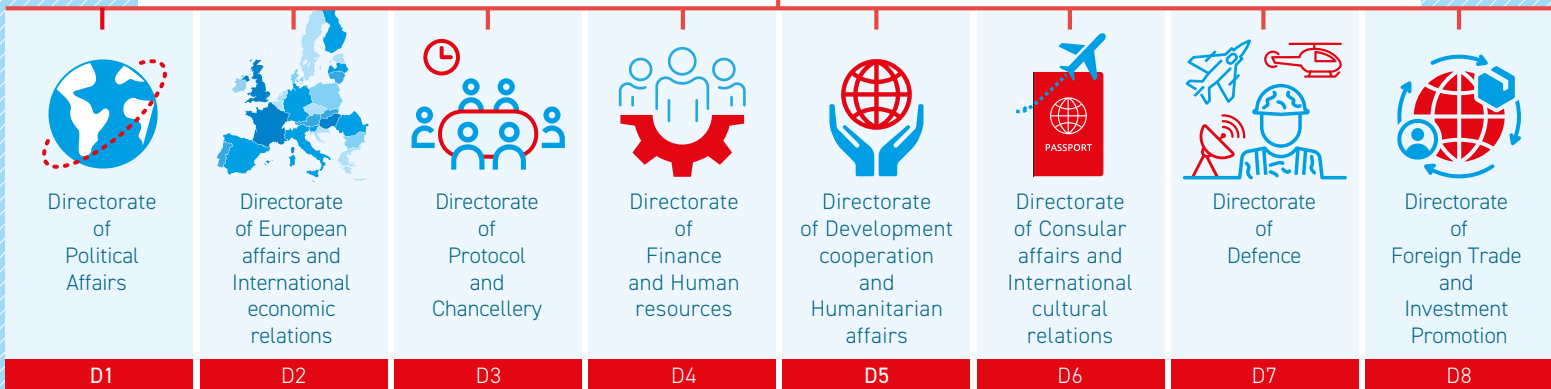 PASSPORT
Directorate
of
Political
Affairs
D1
Directorate
of European
affairs and
International
economic
relations
D2
Directorate
of
Protocol
and
Chancellery
D3
Directorate
of
Finance
and Human
resources
D4
Directorate
of Development
cooperation
and
Humanitarian
affairs
D5
Directorate
of Consular
affairs and
International
cultural
relations
D6
Directorate
of
Defence
D7
Directorate
of
Foreign Trade
and
Investment
Promotion
D8